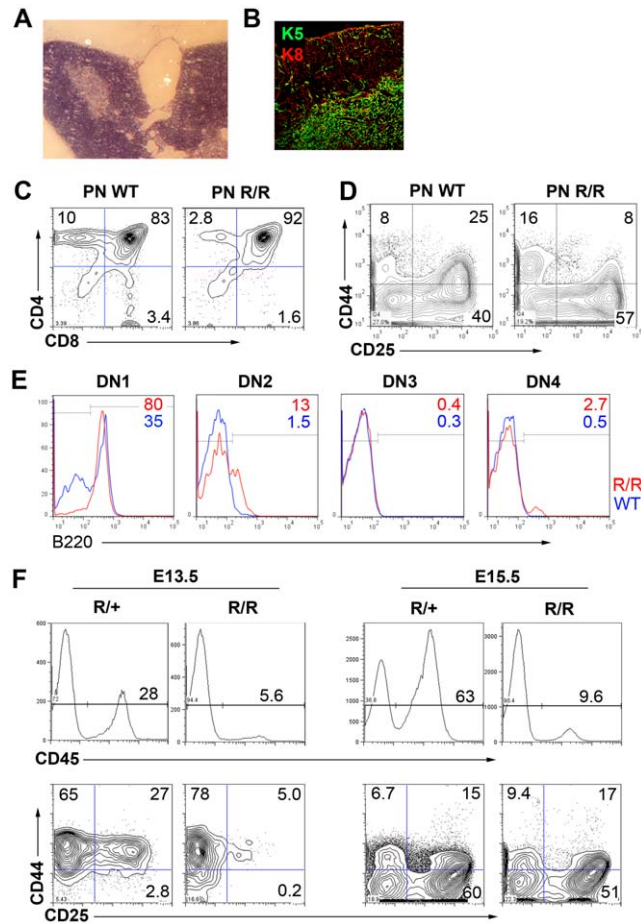 A
B
K5
K8
C
PN WT
PN R/R
10
83
2.8
92
3.4
1.6
CD4
CD8
D
PN WT
PN R/R
8
25
16
8
40
57
CD44
CD25
E
DN1
DN2
DN3
DN4
80
35
13
1.5
0.4
0.3
2.7
0.5
R/R
WT
B220
F
E13.5
E15.5
R/+
R/R
R/+
R/R
28
5.6
63
9.6
CD45
65
27
78
5.0
6.7
15
9.4
17
2.8
0.2
60
51
CD44
CD25